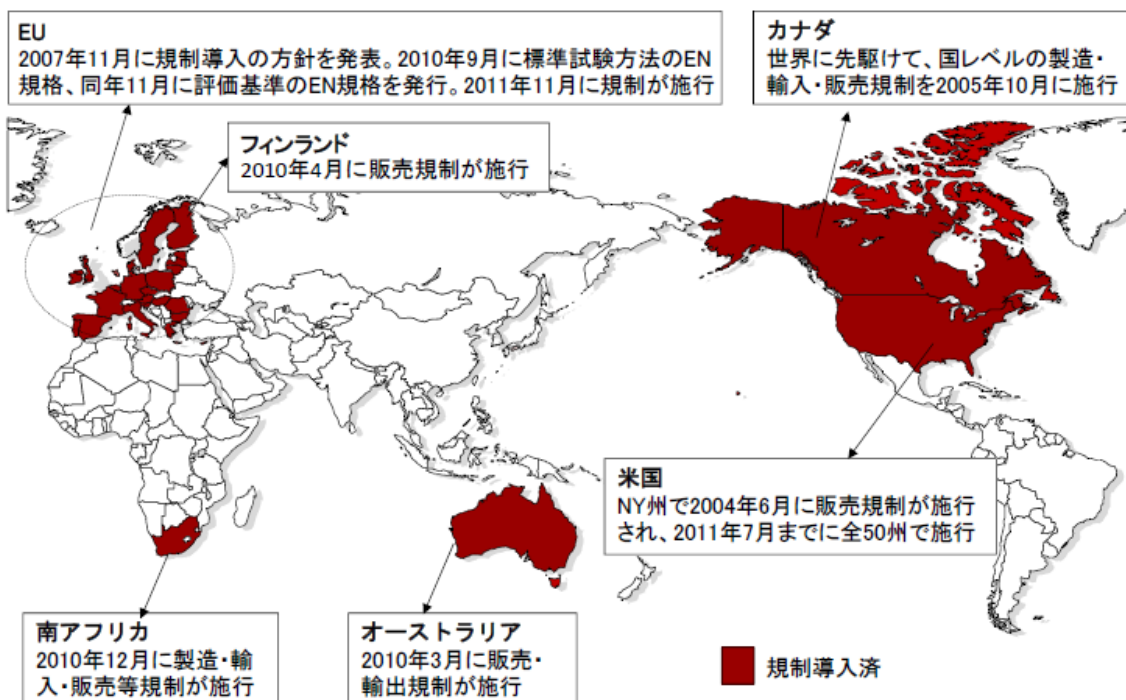 EU
2007年11月に規制導入の方針を発表。2010年9月に標準試験方法のEN
規格、同年11月に評価基準のEN規格を発行。2011年11月に規制が施行
カナダ
世界に先駆けて、国レベルの製造・
輸入・販売規制を2005年10月に施行
フィンランド
2010年4月に販売規制が施行
米国
NY州で2004年6月に販売規制が施行
され、2011年7月までに全50州で施行
南アフリカ
2010年12月に製造・輸
入・販売等規制が施行
オーストラリア
2010年3月に販売・
輸出規制が施行
規制導入済